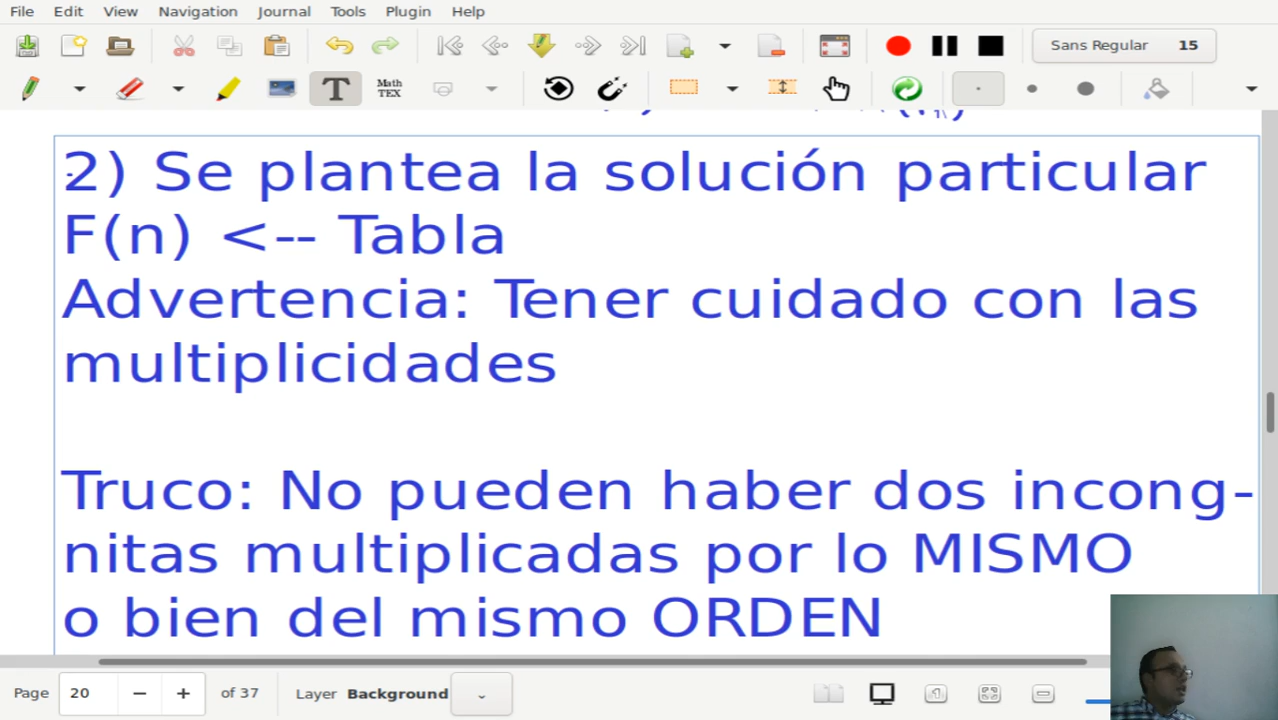 File Edit View Navigation Journal Tools Plugin Help
Sans Regular 15
T Math TEX
2) Se plantea la solución particular
F(n) <-- Tabla
Advertencia: Tener cuidado con las
multiplicidades
Truco: No pueden haber dos incong-
nitas multiplicadas por lo MISMO
o bien del mismo ORDEN
Page 20 − + of 37 Layer Background